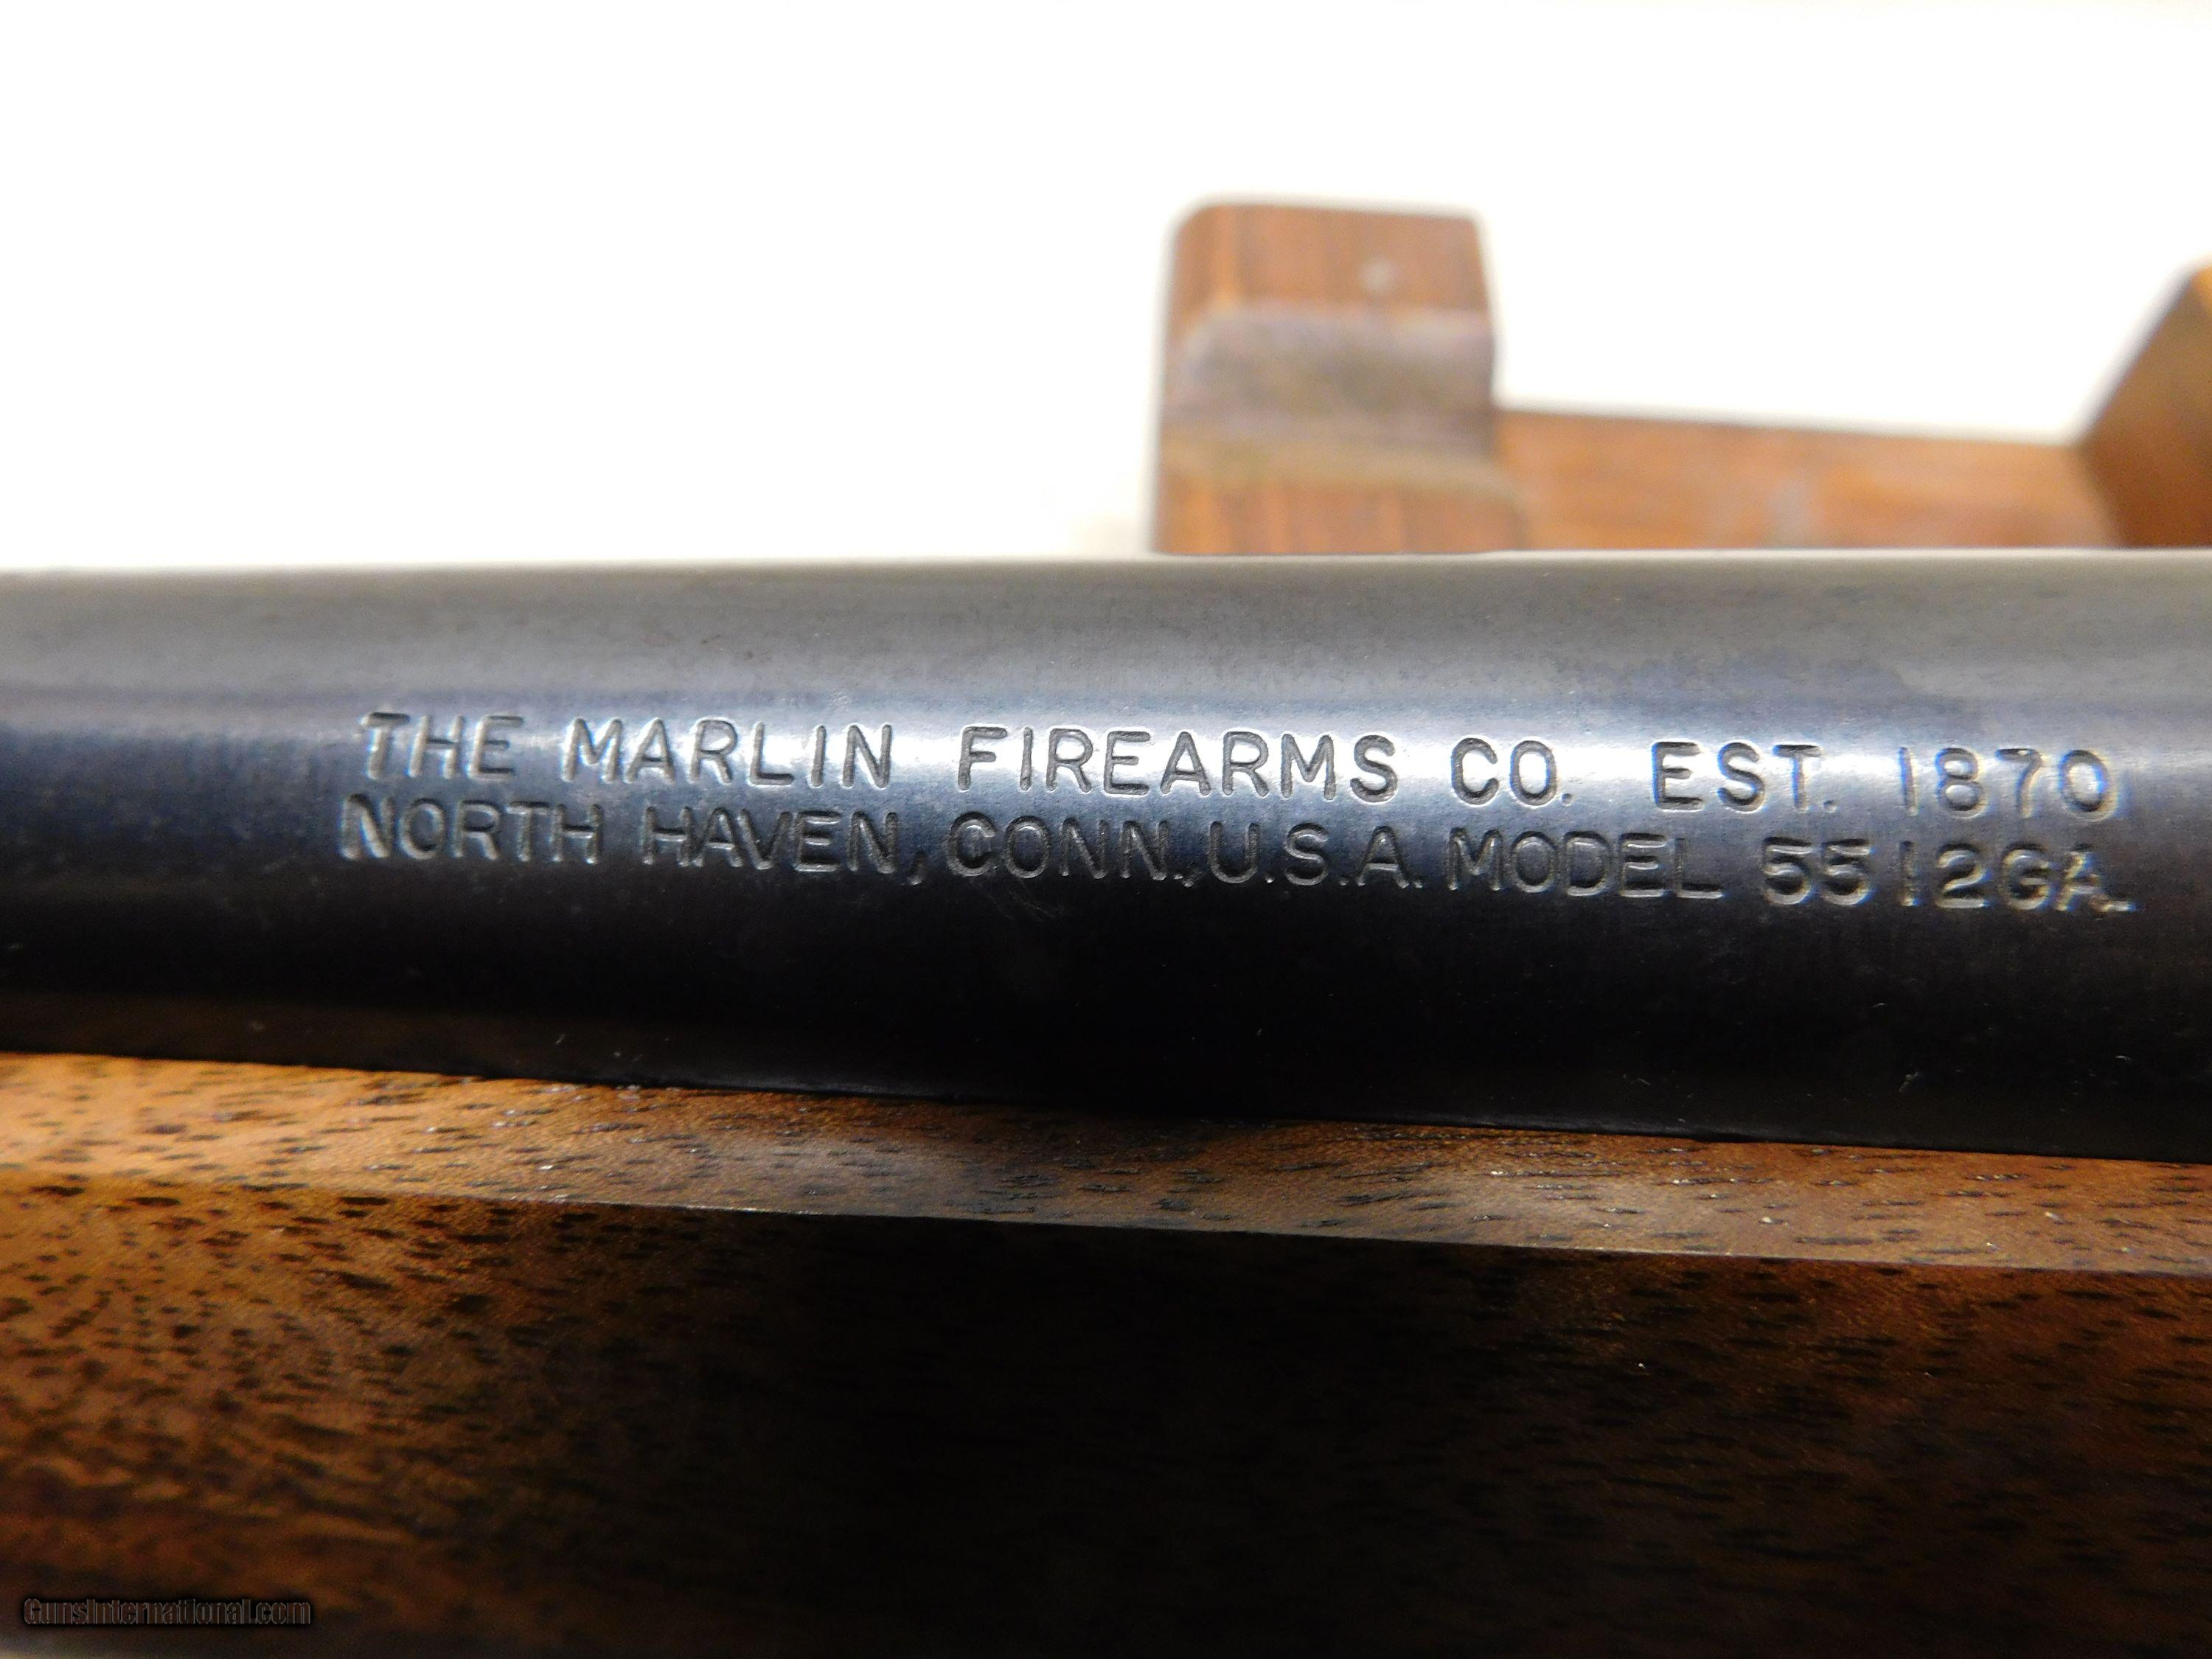 THE MARLIN FIREARMS CO. EST. 1870
NORTH HAVEN, CONN., U.S.A. MODEL 55 12GA.
GunsInternational.com